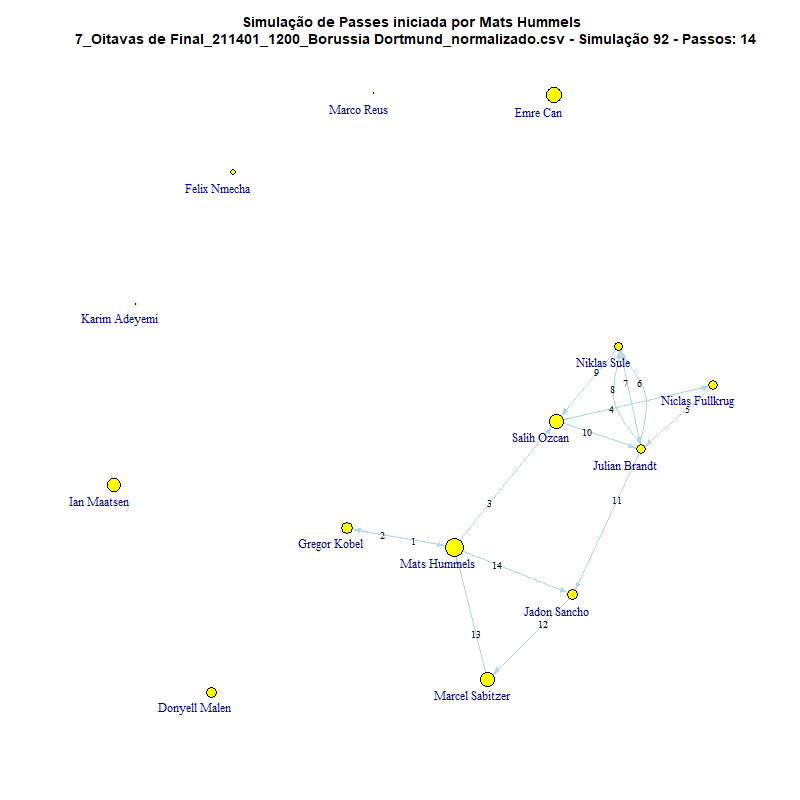 Simulação de Passes iniciada por Mats Hummels
7_Oitavas de Final_211401_1200_Borussia Dortmund_normalizado.csv - Simulação 92 - Passos: 14
Marco Reus
Emre Can
Felix Nmecha
Karim Adeyemi
Niklas Sule
9
8
7
6
Niclas Fullkrug
4
5
Salih Ozcan
10
Julian Brandt
Ian Maatsen
3
11
Gregor Kobel
2
1
Mats Hummels
14
Jadon Sancho
12
13
Marcel Sabitzer
Donyell Malen